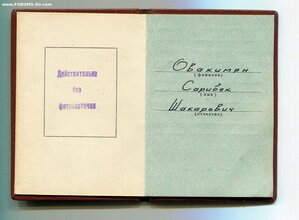 www.FORUMS-SU.com
Действительно
без
фотокарточки
Овакимян
(фамилия)
Сарибек
(имя)
Шакарович
(отчество)